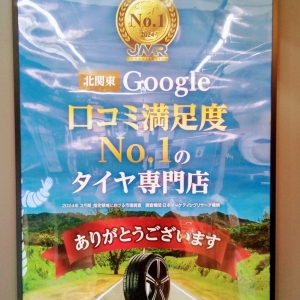 No.1
2024
JMR
北関東 Google
口コミ満足度
No.1の
タイヤ専門店
ありがとうございます